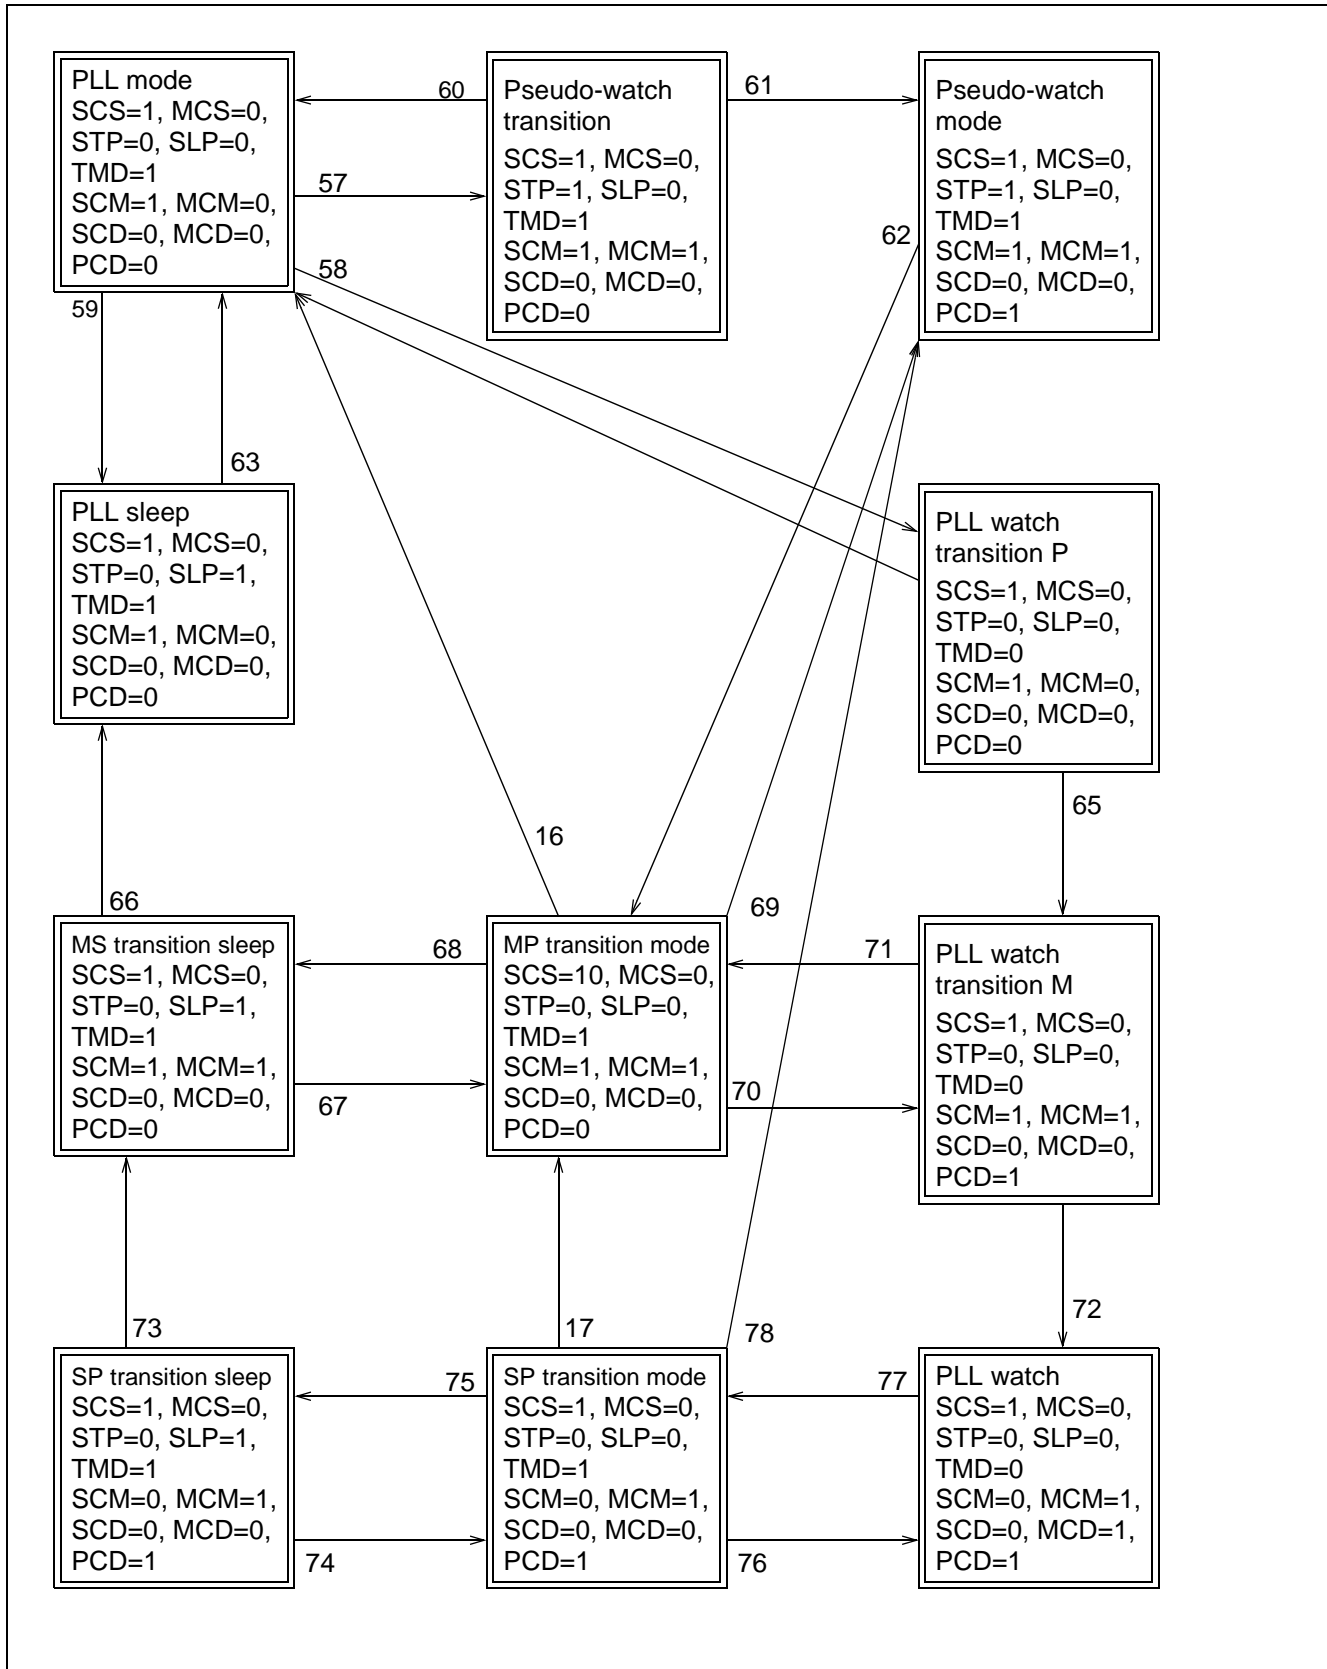 PLL mode
SCS=1, MCS=0,
STP=0, SLP=0,
TMD=1
SCM=1, MCM=0,
SCD=0, MCD=0,
PCD=0
60
57
58
Pseudo-watch
transition
SCS=1, MCS=0,
STP=1, SLP=0,
TMD=1
SCM=1, MCM=1,
SCD=0, MCD=0,
PCD=0
61
62
Pseudo-watch
mode
SCS=1, MCS=0,
STP=1, SLP=0,
TMD=1
SCM=1, MCM=1,
SCD=0, MCD=0,
PCD=1
59
63
PLL sleep
SCS=1, MCS=0,
STP=0, SLP=1,
TMD=1
SCM=1, MCM=0,
SCD=0, MCD=0,
PCD=0
PLL watch
transition P
SCS=1, MCS=0,
STP=0, SLP=0,
TMD=0
SCM=1, MCM=0,
SCD=0, MCD=0,
PCD=0
16
65
66
69
MS transition sleep
SCS=1, MCS=0,
STP=0, SLP=1,
TMD=1
SCM=1, MCM=1,
SCD=0, MCD=0,
PCD=0
68
67
MP transition mode
SCS=10, MCS=0,
STP=0, SLP=0,
TMD=1
SCM=1, MCM=1,
SCD=0, MCD=0,
PCD=0
71
70
PLL watch
transition M
SCS=1, MCS=0,
STP=0, SLP=0,
TMD=0
SCM=1, MCM=1,
SCD=0, MCD=0,
PCD=1
73
17
78
72
SP transition sleep
SCS=1, MCS=0,
STP=0, SLP=1,
TMD=1
SCM=0, MCM=1,
SCD=0, MCD=0,
PCD=1
75
74
SP transition mode
SCS=1, MCS=0,
STP=0, SLP=0,
TMD=1
SCM=0, MCM=1,
SCD=0, MCD=0,
PCD=1
77
76
PLL watch
SCS=1, MCS=0,
STP=0, SLP=0,
TMD=0
SCM=0, MCM=1,
SCD=0, MCD=1,
PCD=1